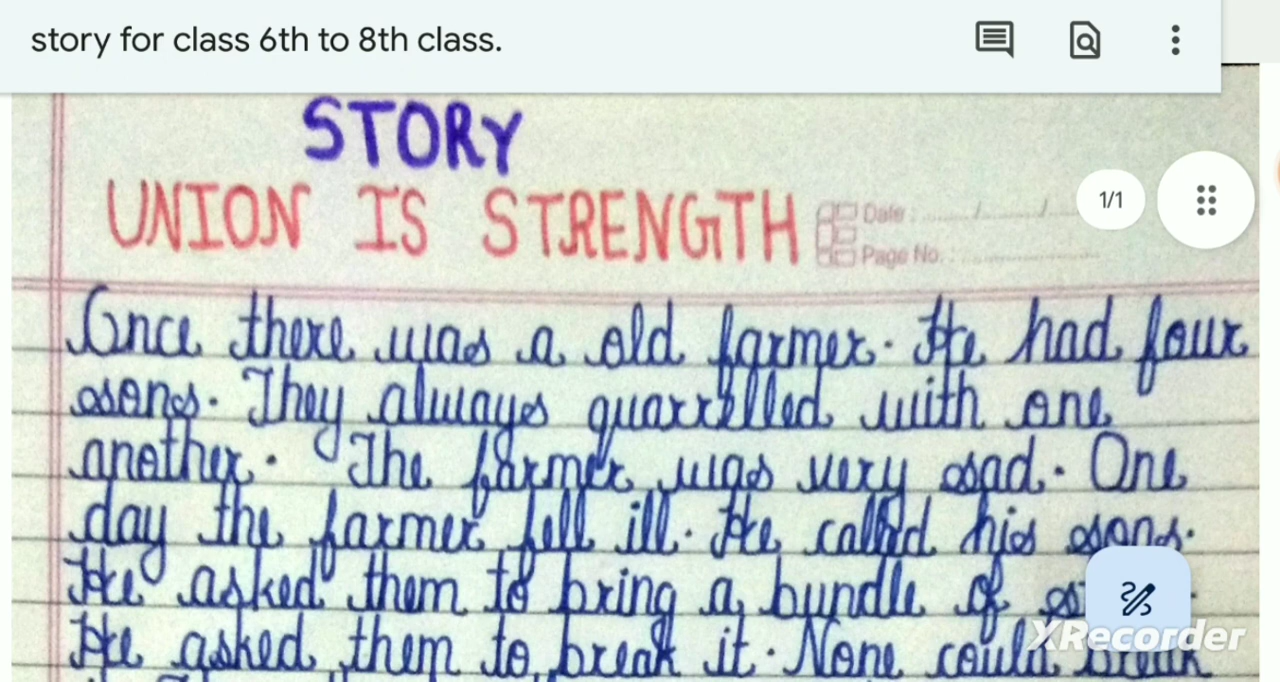 story for class 6th to 8th class.
STORY
UNION IS STRENGTH
Date :
1/1
Page No. :
Once there was a old farmer. He had four
sons. They always quarrelled with one
another. The farmer was very sad. One
day the farmer fell ill. He called his sons.
He asked them to bring a bundle of
He asked them to break it. None could break
XRecorder